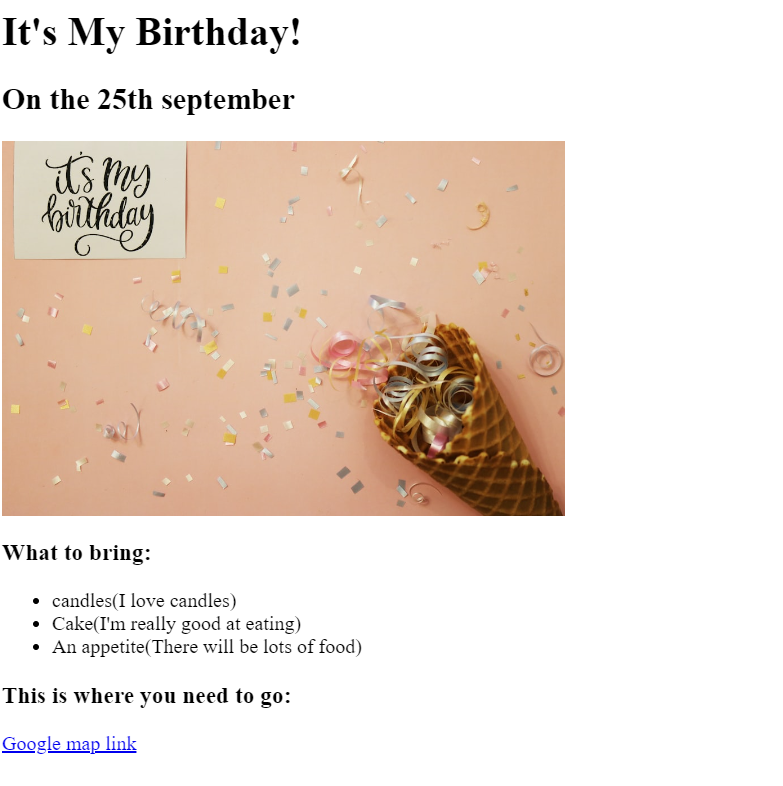 It's My Birthday!
On the 25th september
it's my
birthday
What to bring:
candles(I love candles)
Cake(I'm really good at eating)
An appetite(There will be lots of food)
This is where you need to go:
Google map link